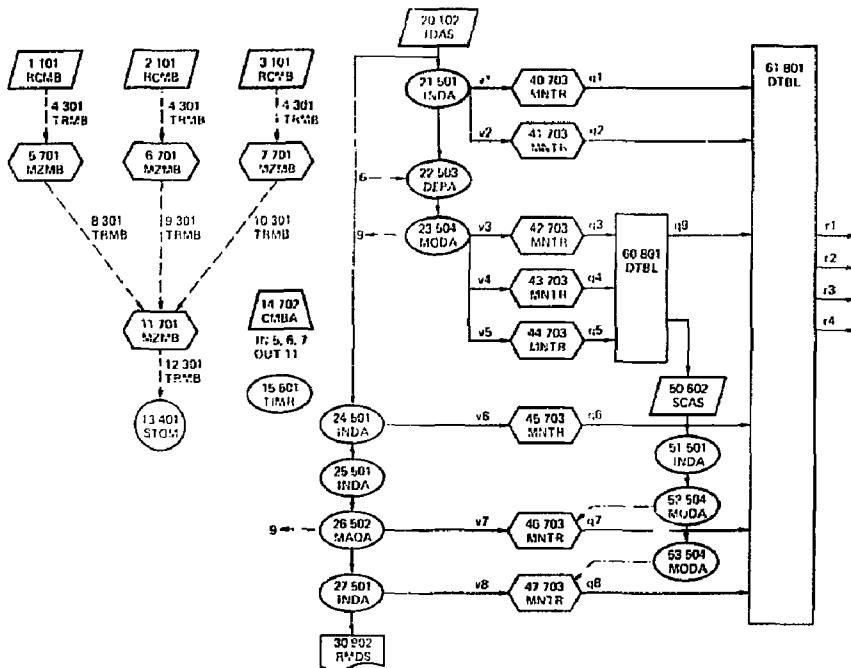 20 102
IDAS
1 101
RCMB
2 101
RCMB
3 101
RCMB
4 301
TRMB
4 301
TRMB
4 301
TRMB
5 701
MZMB
6 701
MZMB
7 701
MZMB
8 301
TRMB
9 301
TRMB
10 301
TRMB
11 701
MZMB
12 301
TRMB
13 401
STOM
14 702
CMBA
IN 5, 6, 7
OUT 11
15 601
TIMR
21 501
INDA
v1
40 703
MNTR
q1
v2
41 703
MNTR
q2
6
22 503
DEPA
9
23 504
MODA
v3
42 703
MNTR
q3
v4
43 703
MNTR
q4
v5
44 703
MNTR
q5
60 801
DTBL
q9
61 801
DTBL
r1
r2
r3
r4
50 602
SCAS
24 501
INDA
v6
45 703
MNTR
q6
51 501
INDA
25 501
INDA
52 504
MODA
9
26 502
MAQA
v7
46 703
MNTR
q7
53 504
MODA
27 501
INDA
v8
47 703
MNTR
q8
30 902
RMDS